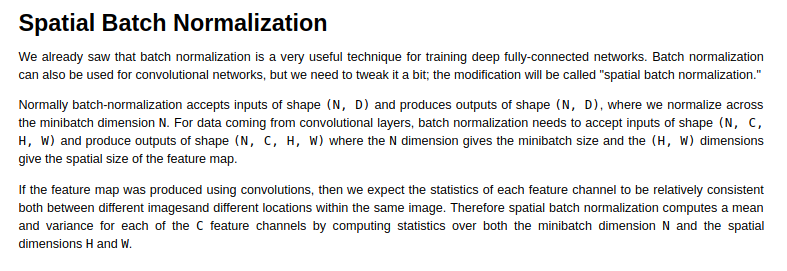 Spatial Batch Normalization
We already saw that batch normalization is a very useful technique for training deep fully-connected networks. Batch normalization
can also be used for convolutional networks, but we need to tweak it a bit; the modification will be called "spatial batch normalization."
Normally batch-normalization accepts inputs of shape (N, D) and produces outputs of shape (N, D), where we normalize across
the minibatch dimension N. For data coming from convolutional layers, batch normalization needs to accept inputs of shape (N, C,
H, W) and produce outputs of shape (N, C, H, W) where the N dimension gives the minibatch size and the (H, W) dimensions
give the spatial size of the feature map.
If the feature map was produced using convolutions, then we expect the statistics of each feature channel to be relatively consistent
both between different imagesand different locations within the same image. Therefore spatial batch normalization computes a mean
and variance for each of the C feature channels by computing statistics over both the minibatch dimension N and the spatial
dimensions H and W.